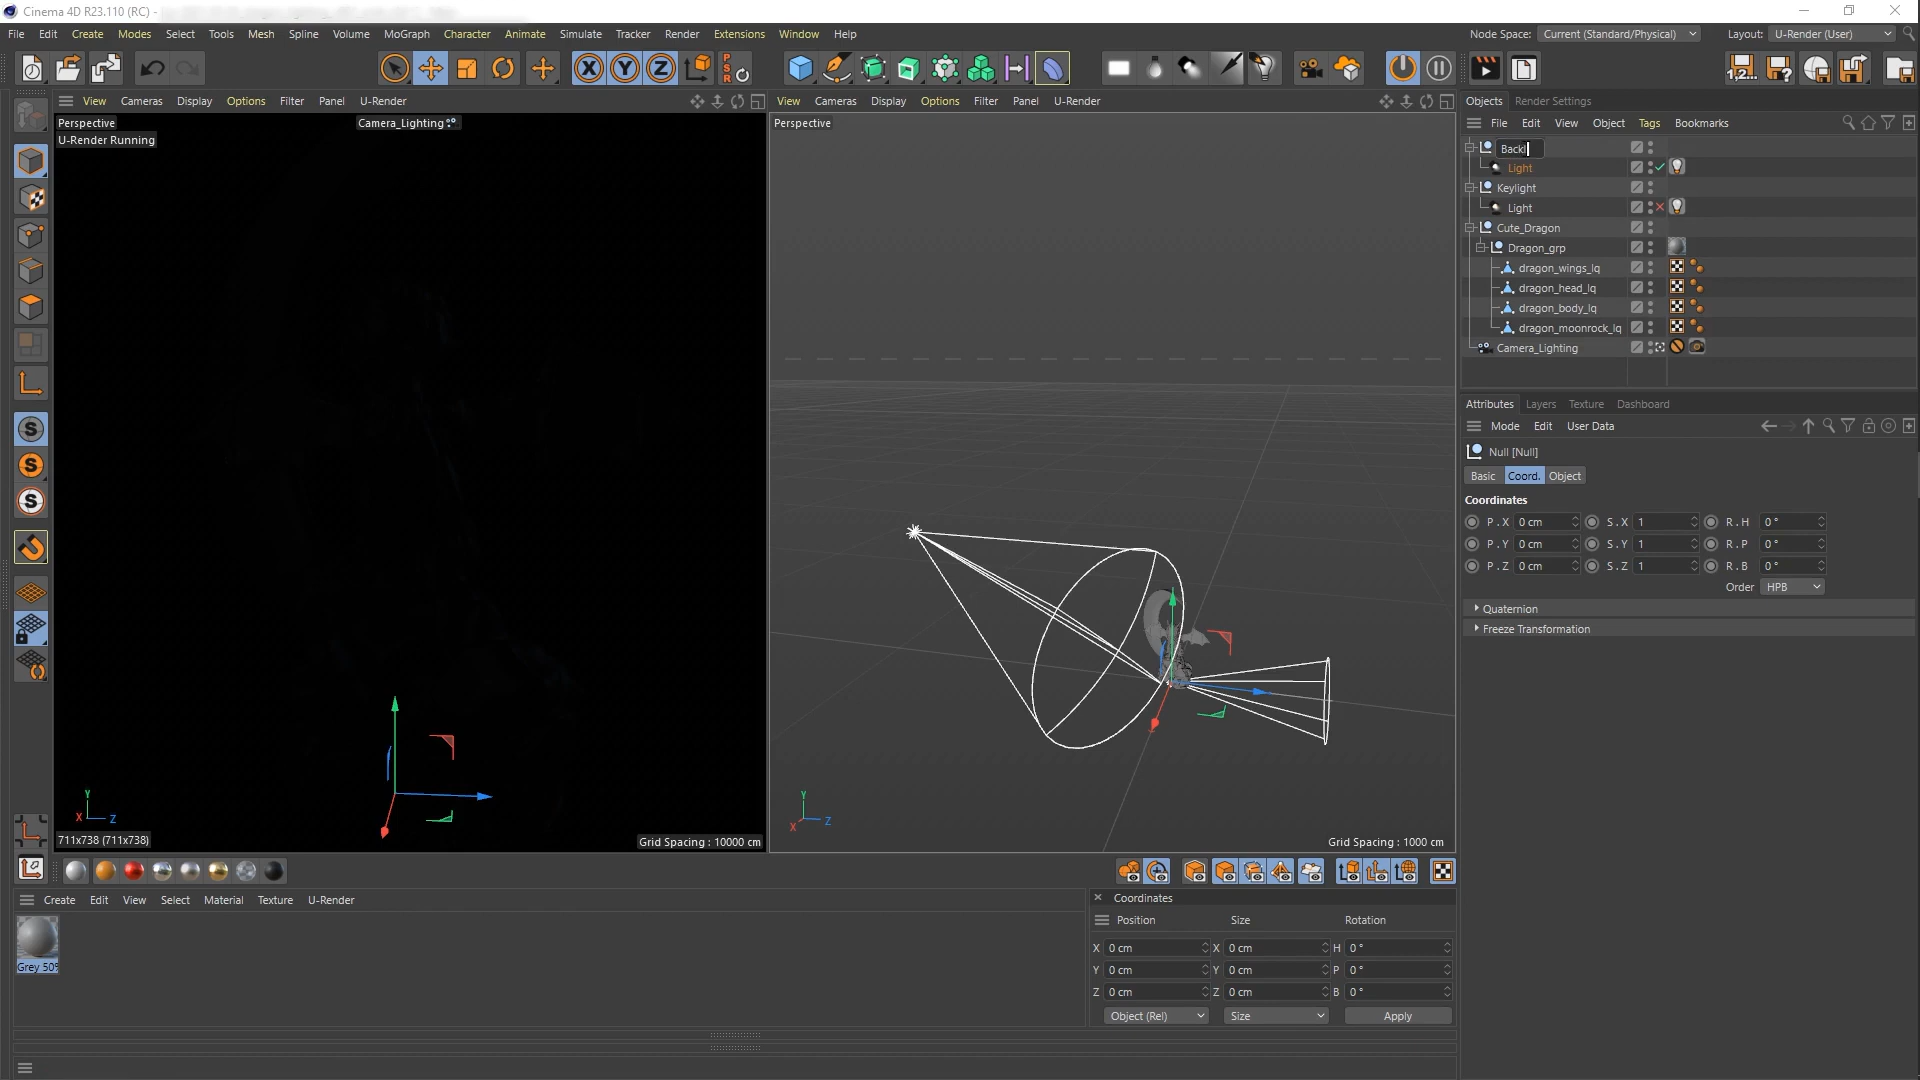 Cinema 4D R23.110 (RC) -
File Edit Create Modes Select Tools Mesh Spline Volume MoGraph Character Animate Simulate Tracker Render Extensions Window Help
Node Space: Current (Standard/Physical) Layout: U-Render (User)
P S R
X Y Z
1,2...
View Cameras Display Options Filter Panel U-Render
View Cameras Display Options Filter Panel U-Render
Objects Render Settings
File Edit View Object Tags Bookmarks
Perspective Camera_Lighting
U-Render Running
Perspective
Backl
Light
Keylight
Light
Cute_Dragon
Dragon_grp
dragon_wings_lq
dragon_head_lq
dragon_body_lq
dragon_moonrock_lq
Camera_Lighting
S
S
S
Attributes Layers Texture Dashboard
Mode Edit User Data
Null [Null]
Basic Coord. Object
Coordinates
P . X 0 cm S . X 1 R . H 0 °
P . Y 0 cm S . Y 1 R . P 0 °
P . Z 0 cm S . Z 1 R . B 0 °
Order HPB
Quaternion
Freeze Transformation
Y X Z
Y X Z
711x738 (711x738) Grid Spacing : 10000 cm
Grid Spacing : 1000 cm
Create Edit View Select Material Texture U-Render
Grey 50
Coordinates
Position Size Rotation
X 0 cm X 0 cm H 0 °
Y 0 cm Y 0 cm P 0 °
Z 0 cm Z 0 cm B 0 °
Object (Rel) Size Apply